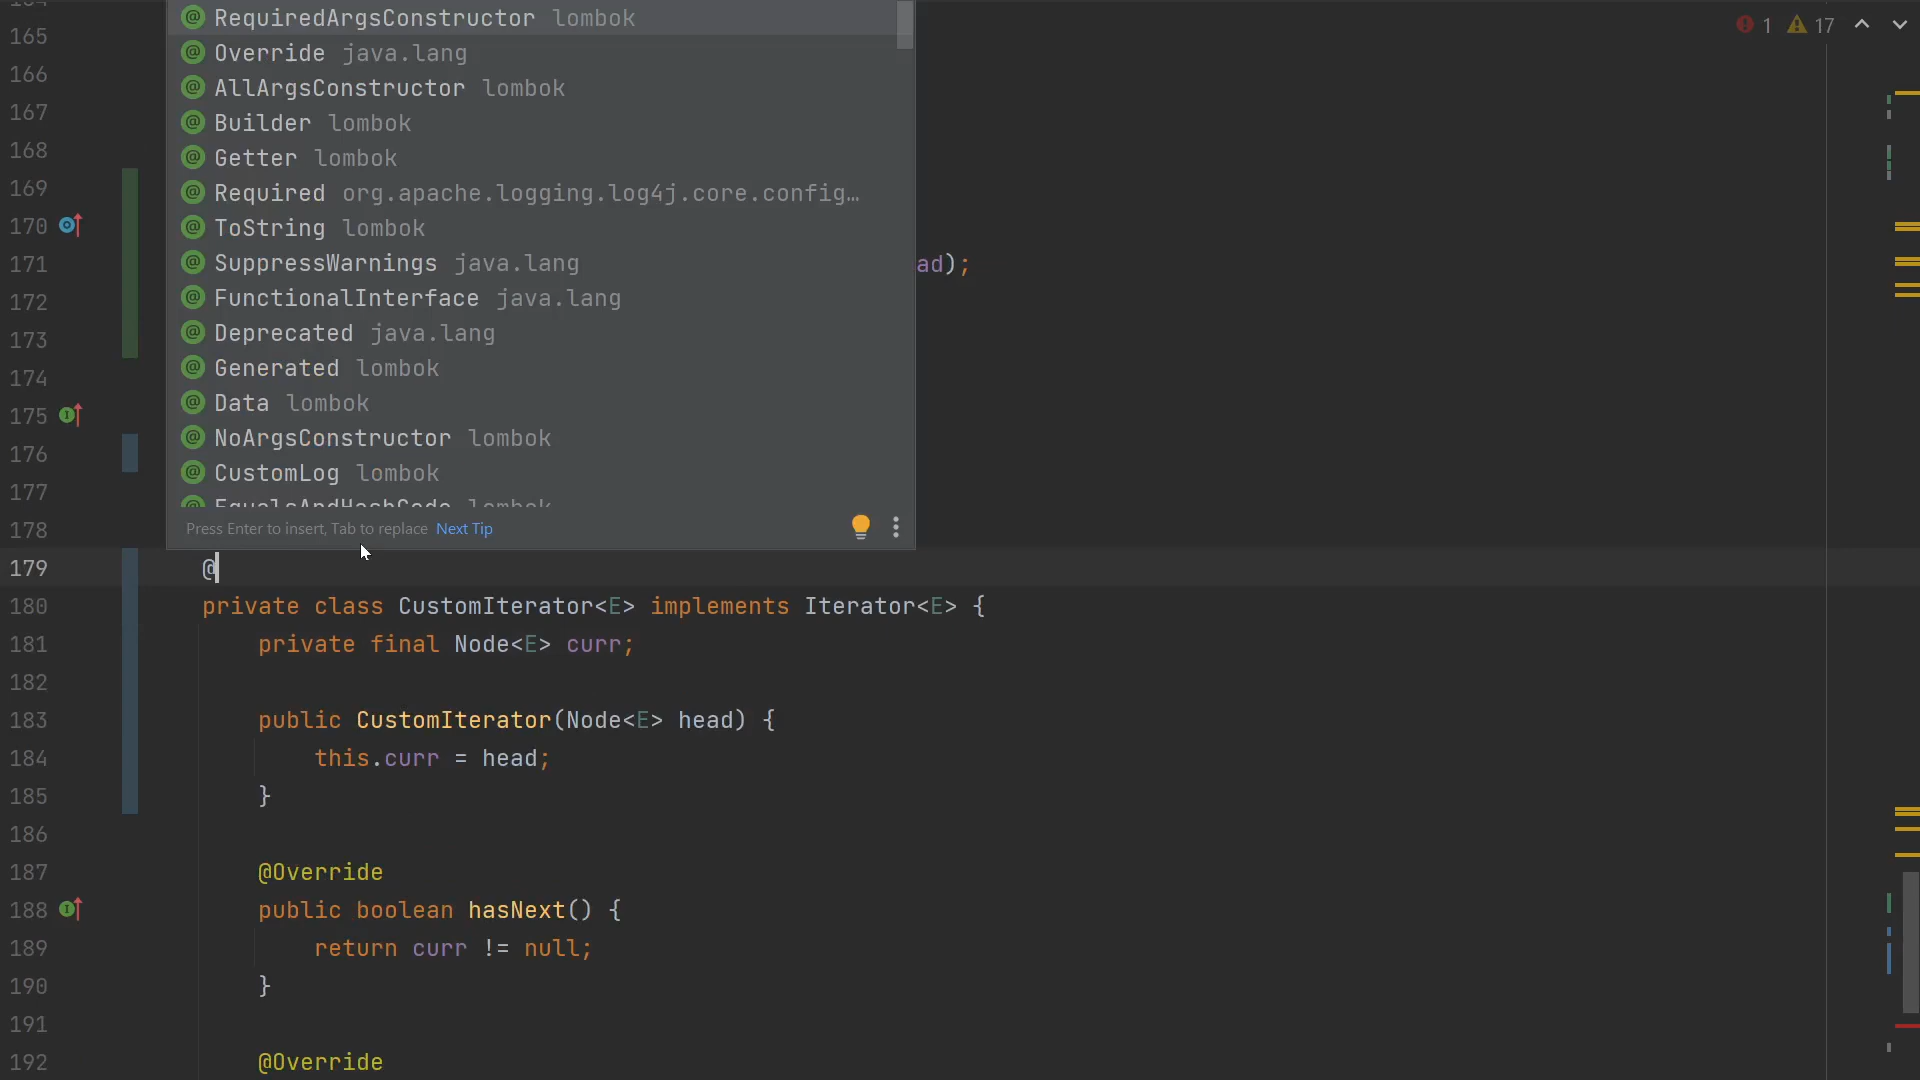 RequiredArgsConstructor lombok
1 17
165
Override java.lang
166
AllArgsConstructor lombok
167
Builder lombok
168
Getter lombok
169
Required org.apache.logging.log4j.core.config…
170
ToString lombok
171
SuppressWarnings java.lang
ad);
172
FunctionalInterface java.lang
173
Deprecated java.lang
174
Generated lombok
175
Data lombok
176
NoArgsConstructor lombok
177
CustomLog lombok
EqualsAndHashCode lombok
178
Press Enter to insert, Tab to replace Next Tip
179 @
180 private class CustomIterator<E> implements Iterator<E> {
181 private final Node<E> curr;
182
183 public CustomIterator(Node<E> head) {
184 this.curr = head;
185 }
186
187 @Override
188 public boolean hasNext() {
189 return curr != null;
190 }
191
192 @Override